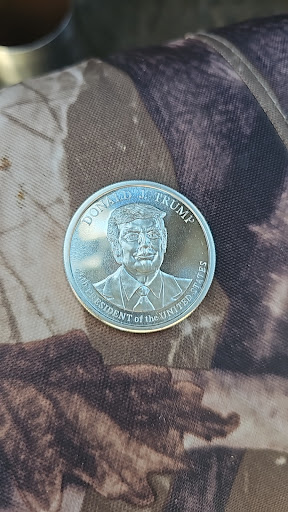 DONALD J. TRUMP
PRESIDENT of the UNITED STATES